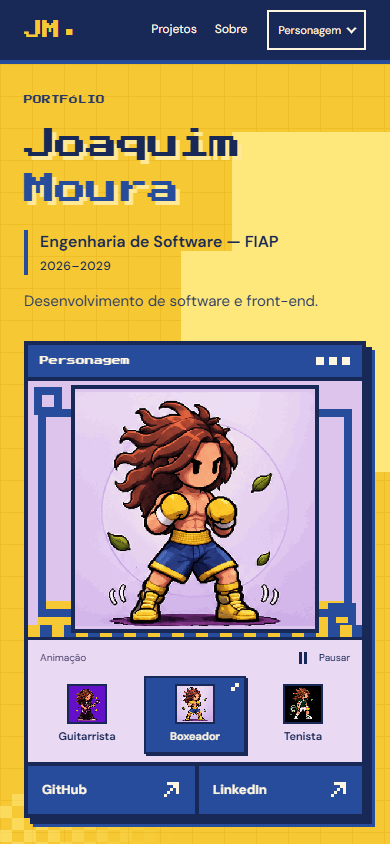 JM.
Projetos Sobre Personagem
PORTFóLIO
Joaquim
Moura
Engenharia de Software — FIAP
2026–2029
Desenvolvimento de software e front-end.
Personagem
Animação Pausar
Guitarrista Boxeador Tenista
GitHub LinkedIn